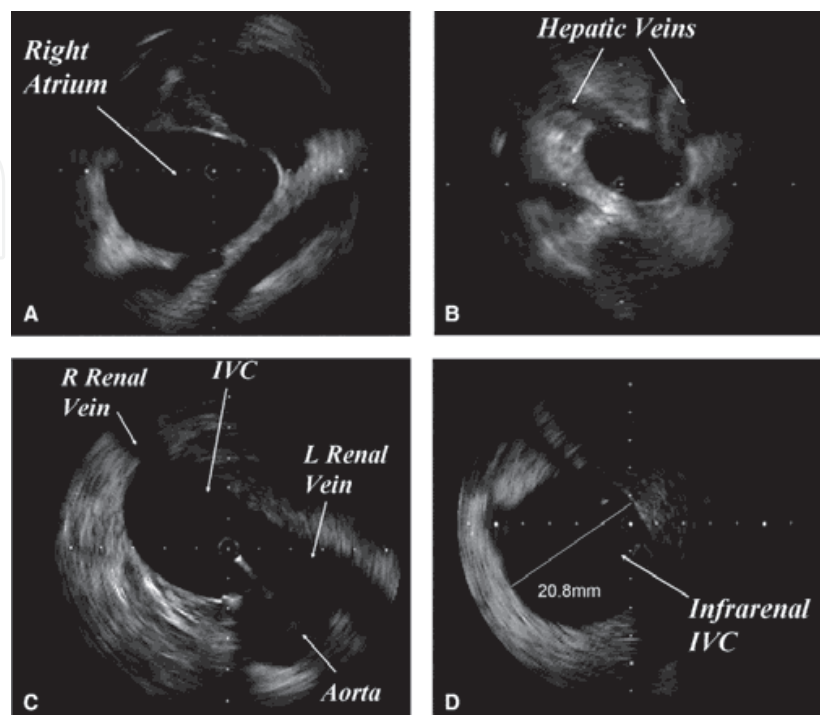 Right
Atrium
A
Hepatic Veins
B
R Renal
Vein
IVC
L Renal
Vein
Aorta
C
20.8mm
Infrarenal
IVC
D